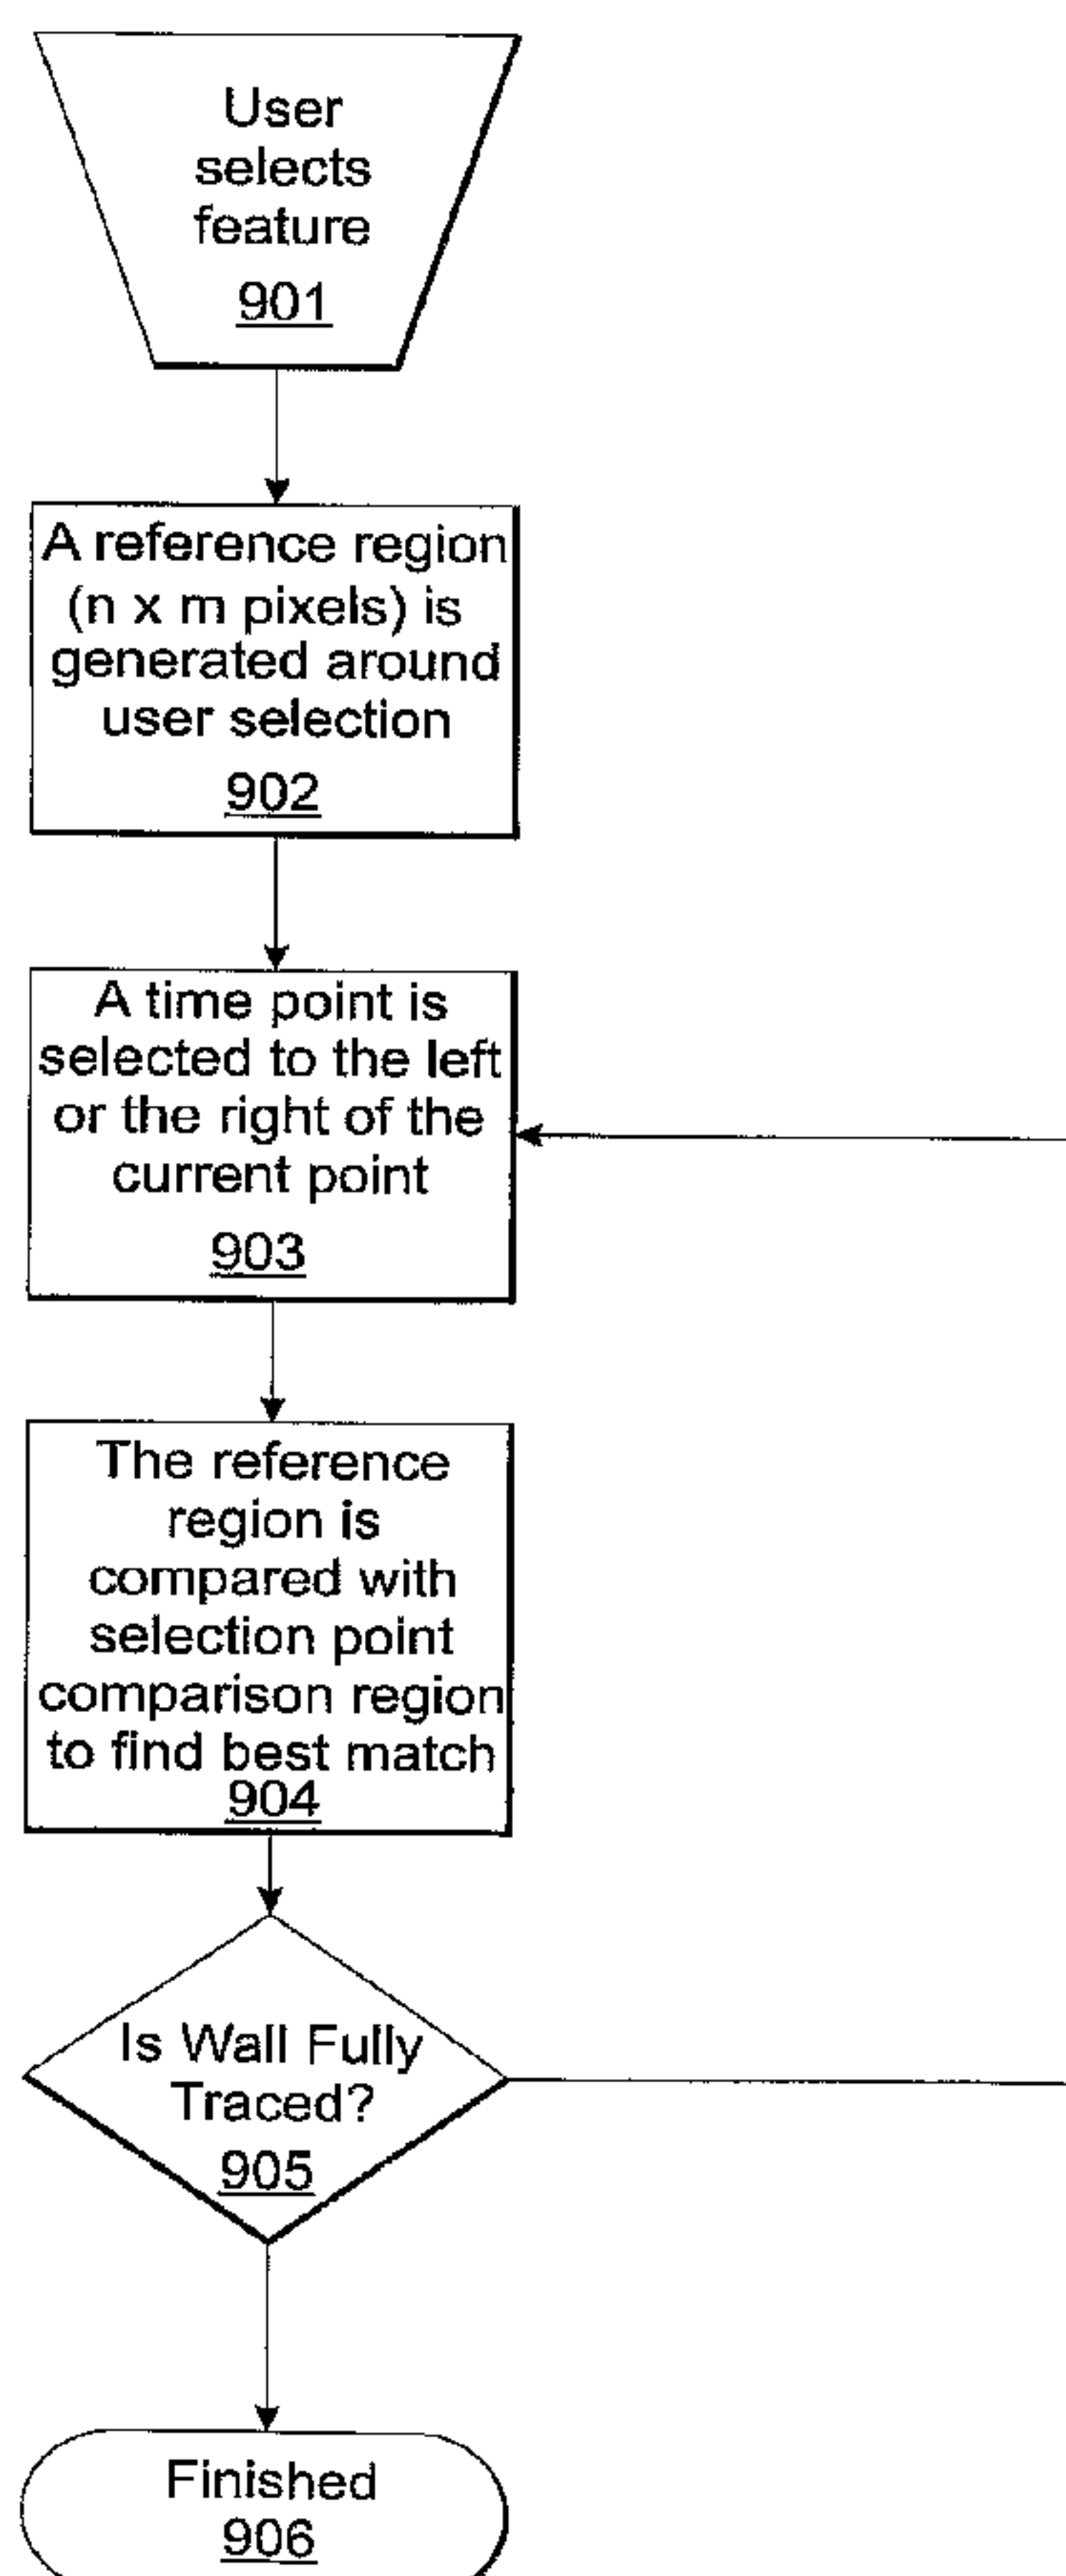 User
selects
feature
901
A reference region
(n x m pixels) is
generated around
user selection
902
A time point is
selected to the left
or the right of the
current point
903
The reference
region is
compared with
selection point
comparison region
to find best match
904
Is Wall Fully
Traced?
905
Finished
906